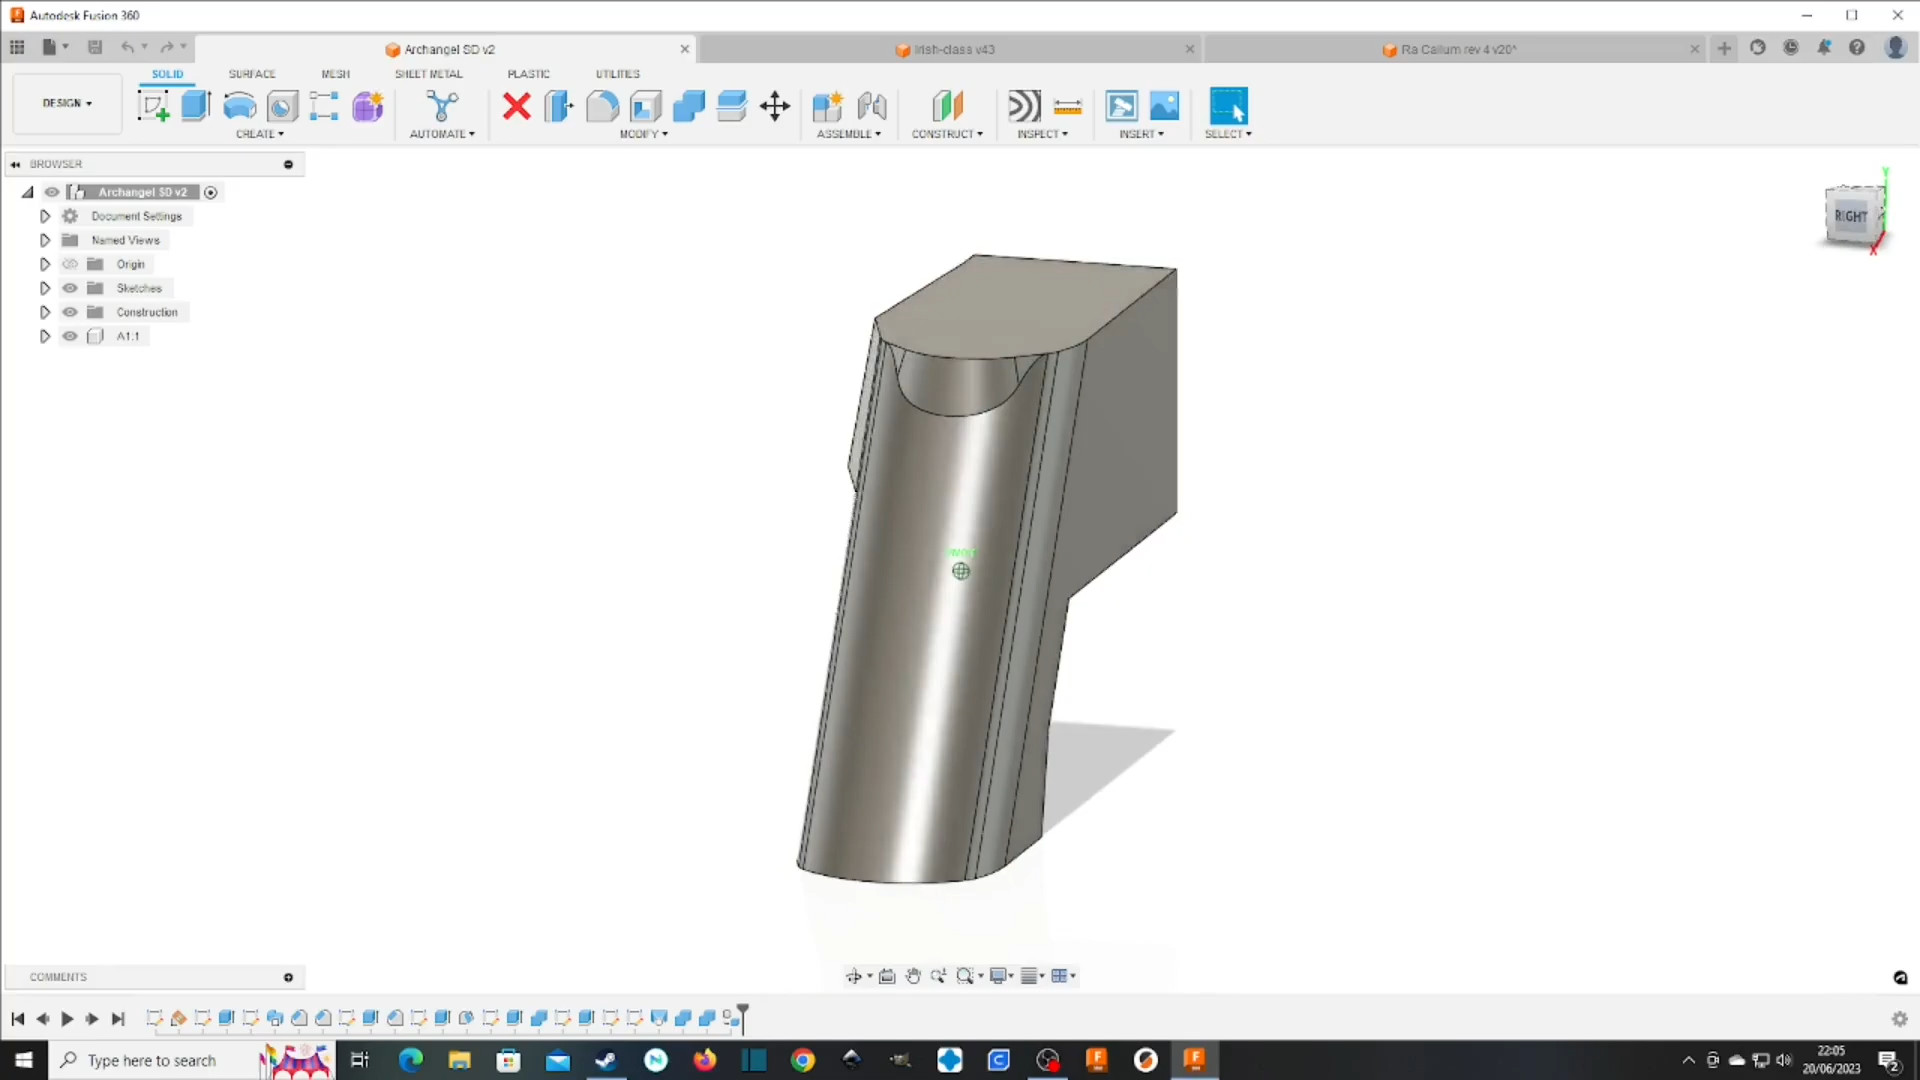 Autodesk Fusion 360
Archangel SD v2
Irish-class v43
Ra Callum rev 4 v20*
SOLID
SURFACE
MESH
SHEET METAL
PLASTIC
UTILITIES
DESIGN
CREATE
AUTOMATE
MODIFY
ASSEMBLE
CONSTRUCT
INSPECT
INSERT
SELECT
BROWSER
Archangel SD v2
Document Settings
Named Views
Origin
Sketches
Construction
A1:1
Y
RIGHT
X
COMMENTS
Type here to search
22:05
20/06/2023
2